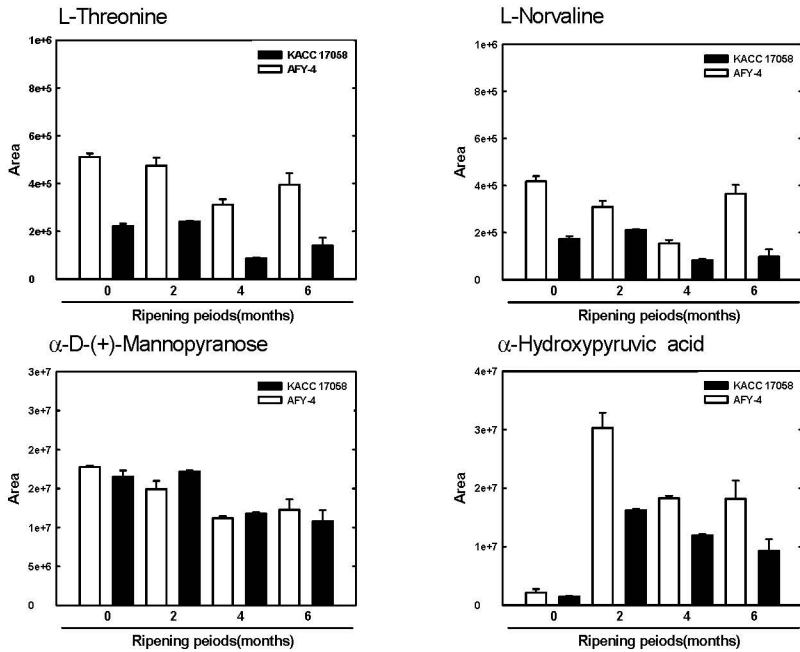 L-Threonine
1e+6
8e+5
6e+5
4e+5
2e+5
0
Area
KACC 17058
AFY-4
0 2 4 6
Ripening peiods(months)
L-Norvaline
1e+6
8e+5
6e+5
4e+5
2e+5
0
Area
KACC 17058
AFY-4
0 2 4 6
Ripening peiods(months)
α-D-(+)-Mannopyranose
3e+7
3e+7
2e+7
2e+7
1e+7
5e+6
0
Area
KACC 17058
AFY-4
0 2 4 6
Ripening peiods(months)
α-Hydroxypyruvic acid
4e+7
3e+7
2e+7
1e+7
0
Area
KACC 17058
AFY-4
0 2 4 6
Ripening peiods(months)